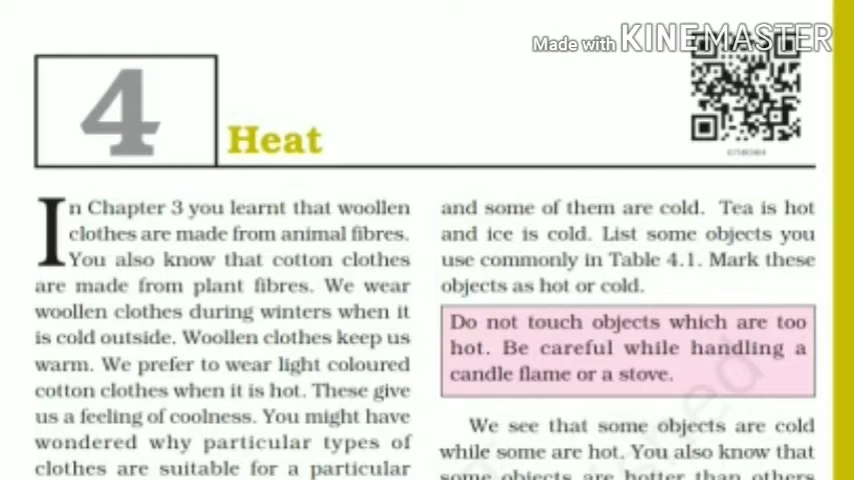 Made with KINEMASTER
4
Heat
In Chapter 3 you learnt that woollen
clothes are made from animal fibres.
You also know that cotton clothes
are made from plant fibres. We wear
woollen clothes during winters when it
is cold outside. Woollen clothes keep us
warm. We prefer to wear light coloured
cotton clothes when it is hot. These give
us a feeling of coolness. You might have
wondered why particular types of
clothes are suitable for a particular
and some of them are cold. Tea is hot
and ice is cold. List some objects you
use commonly in Table 4.1. Mark these
objects as hot or cold.
Do not touch objects which are too
hot. Be careful while handling a
candle flame or a stove.
We see that some objects are cold
while some are hot. You also know that
some objects are hotter than others